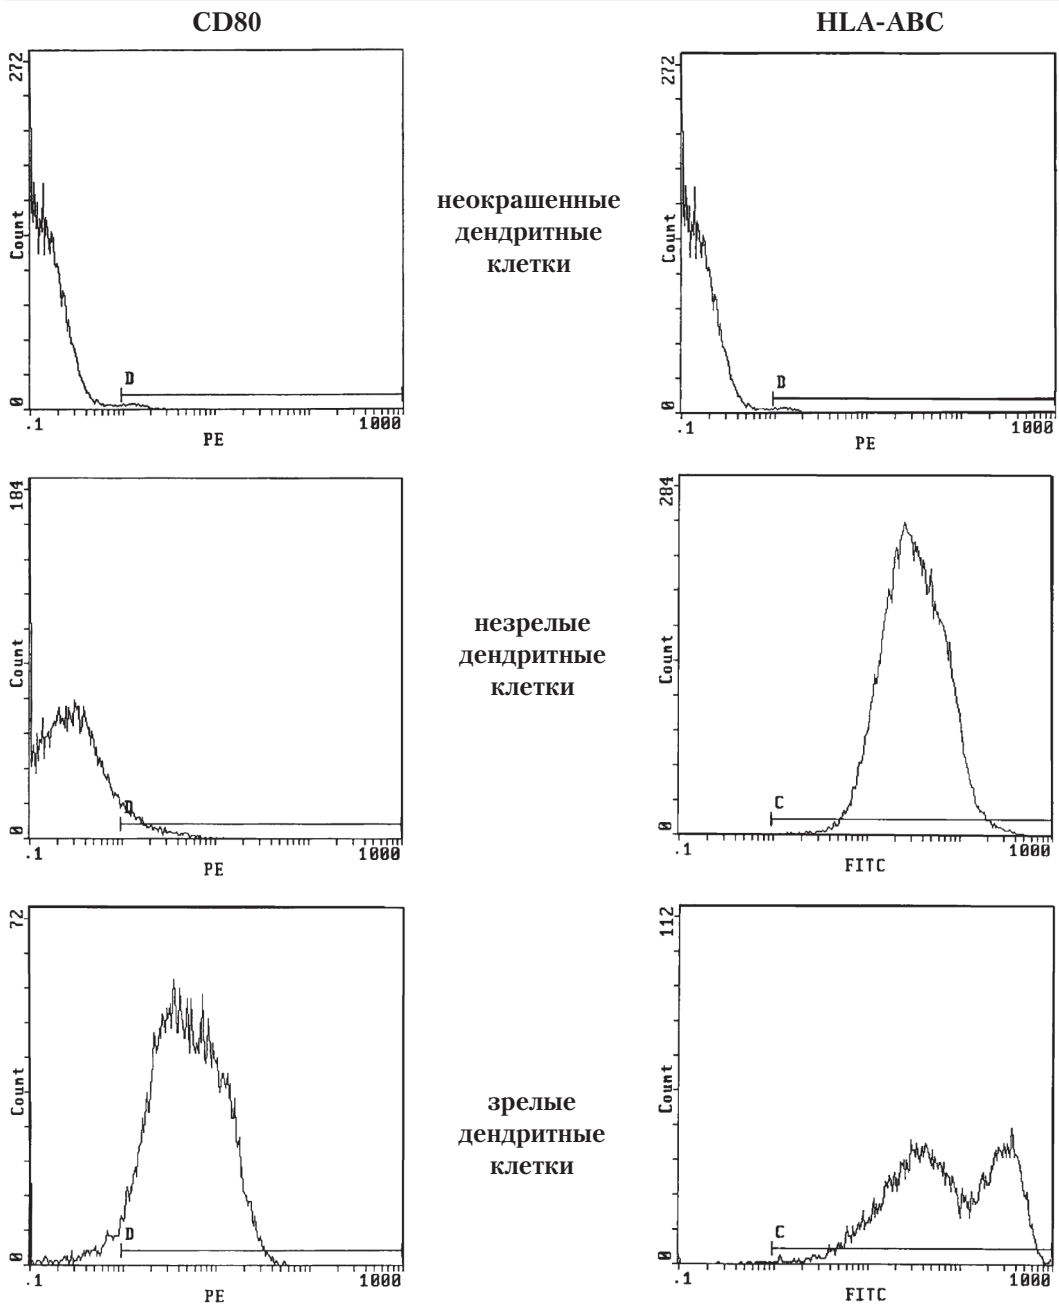 CD80
HLA-ABC
272
Count
0
D
.1
1000
PE
неокрашенные
дендритные
клетки
272
Count
0
D
.1
1000
PE
184
Count
0
D
.1
1000
PE
незрелые
дендритные
клетки
284
Count
0
C
.1
1000
FITC
72
Count
0
D
.1
1000
PE
зрелые
дендритные
клетки
112
Count
0
C
.1
1000
FITC